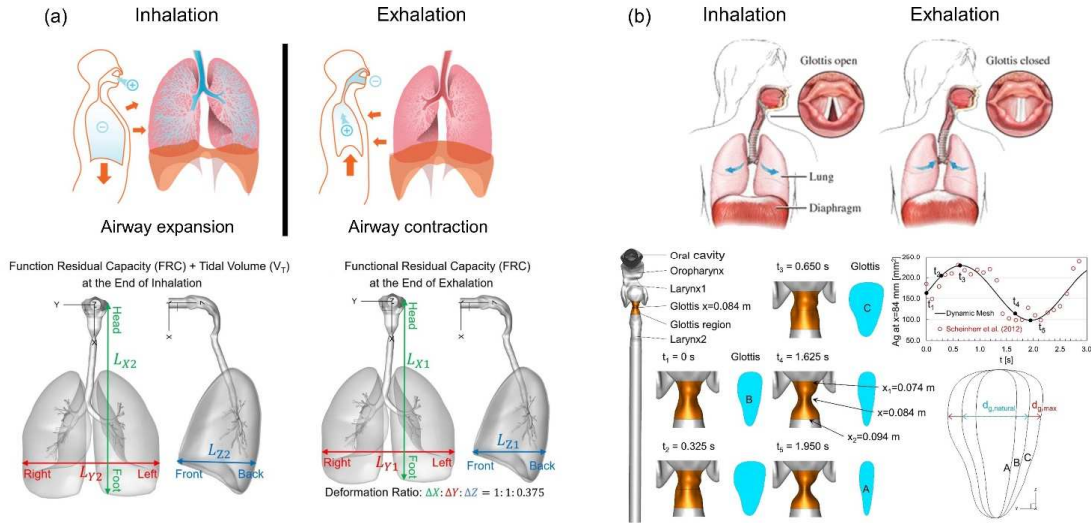 (a)
Inhalation
Exhalation
Airway expansion
Airway contraction
Function Residual Capacity (FRC) + Tidal Volume (VT)
at the End of Inhalation
Functional Residual Capacity (FRC)
at the End of Exhalation
Y
X
Z
X
Head
LX2
Foot
Right
LY2
Left
LZ2
Front
Back
Y
X
Z
X
Head
LX1
Foot
Right
LY1
Left
LZ1
Front
Back
Deformation Ratio: ΔX: ΔY: ΔZ = 1: 1: 0.375
(b)
Inhalation
Exhalation
Glottis open
Glottis closed
Lung
Diaphragm
Oral cavity
Oropharynx
Larynx1
Glottis x=0.084 m
Glottis region
Larynx2
t1 = 0 s
Glottis
B
t2 = 0.325 s
t3 = 0.650 s
Glottis
C
t4 = 1.625 s
x1=0.074 m
x=0.084 m
x2=0.094 m
t5 = 1.950 s
A
Ag at x=84 mm [mm2]
250.0
200.0
150.0
100.0
50.0
t1
t2
t3
t4
t5
Dynamic Mesh
Scheinherr et al. (2012)
0.0
0.5
1.0
1.5
2.0
2.5
3.0
t [s]
dg,natural
dg,max
A
B
C